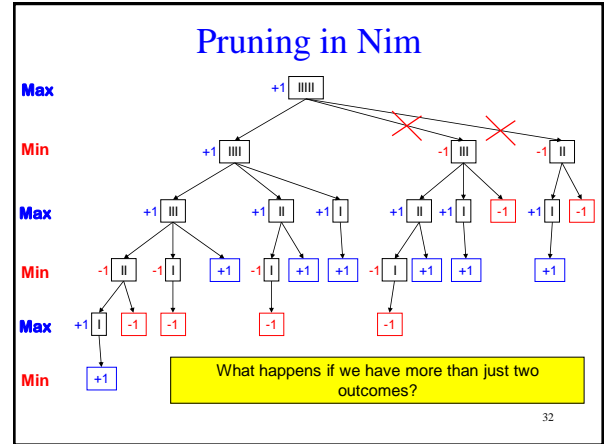 Pruning in Nim
Max +1 IIIII
Min +1 IIII -1 III -1 II
Max +1 III +1 II +1 I +1 II +1 I -1 +1 I -1
Min -1 II -1 I +1 -1 I +1 +1 -1 I +1 +1 +1
Max +1 I -1 -1 -1 -1
Min +1
What happens if we have more than just two
outcomes?
32